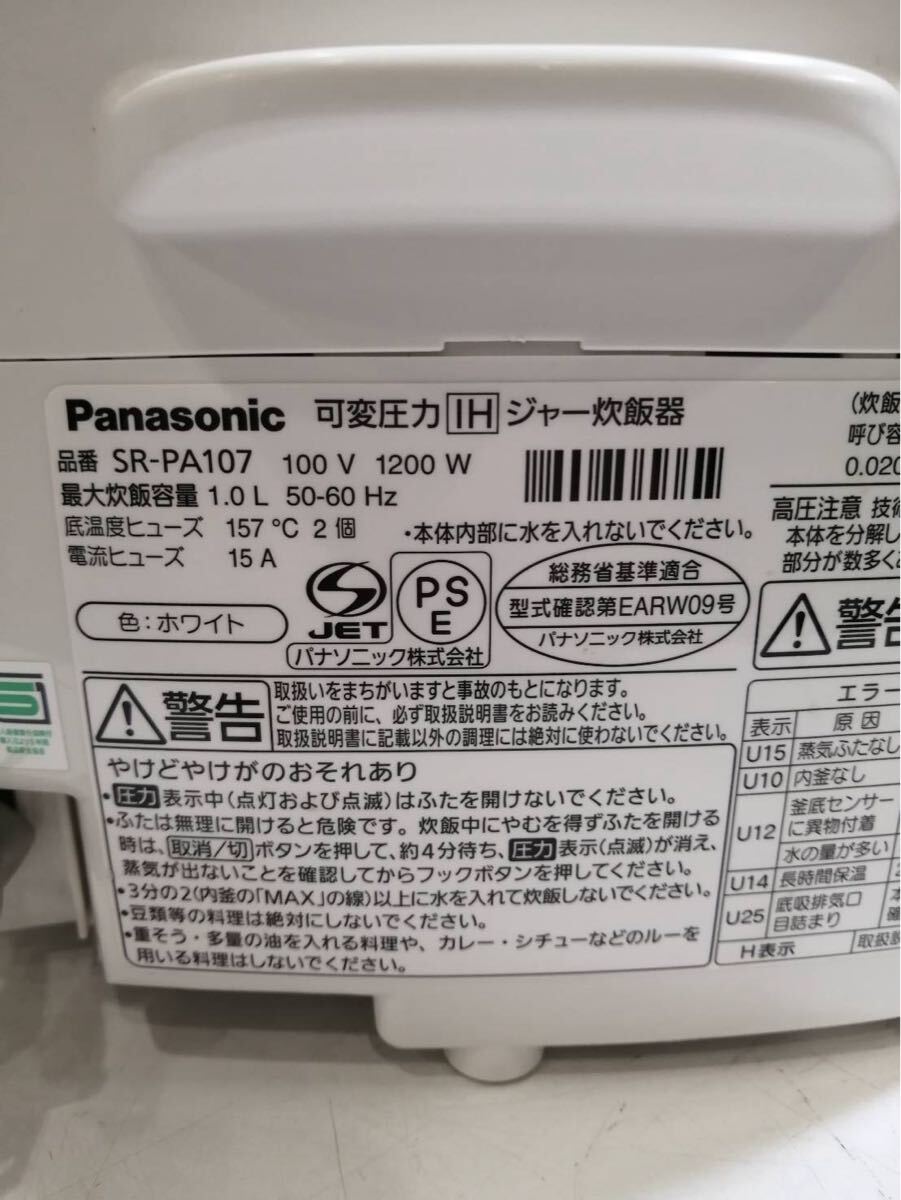 Panasonic 可変圧力IHジャー炊飯器
品番 SR-PA107 100 V 1200 W
最大炊飯容量 1.0 L 50-60 Hz
底温度ヒューズ 157 ℃ 2 個
電流ヒューズ 15 A
・本体内部に水を入れないでください。
色：ホワイト
JET
PS
E
パナソニック株式会社
総務省基準適合
型式確認第EARW09号
パナソニック株式会社
警告
取扱いをまちがいますと事故のもとになります。
ご使用の前に、必ず取扱説明書をお読みください。
取扱説明書に記載以外の調理には絶対に使わないでください。
やけどやけがのおそれあり
・圧力表示中（点灯および点滅）はふたを開けないでください。
・ふたは無理に開けると危険です。炊飯中にやむを得ずふたを開ける
時は、取消/切ボタンを押して、約4分待ち、圧力表示（点滅）が消え、
蒸気が出ないことを確認してからフックボタンを押してください。
・3分の2（内釜の「MAX」の線）以上に水を入れて炊飯しないでください。
・豆類等の料理は絶対にしないでください。
・重そう・多量の油を入れる料理や、カレー・シチューなどのルーを
用いる料理はしないでください。
（炊飯
呼び容
0.020
高圧注意 技術
本体を分解し
部分が数多く
警告
エラー
表示 原因
U15 蒸気ふたなし
U10 内釜なし
U12 釜底センサー
に異物付着
水の量が多い
U14 長時間保温
U25 底吸排気口
目詰まり
H表示 取扱説